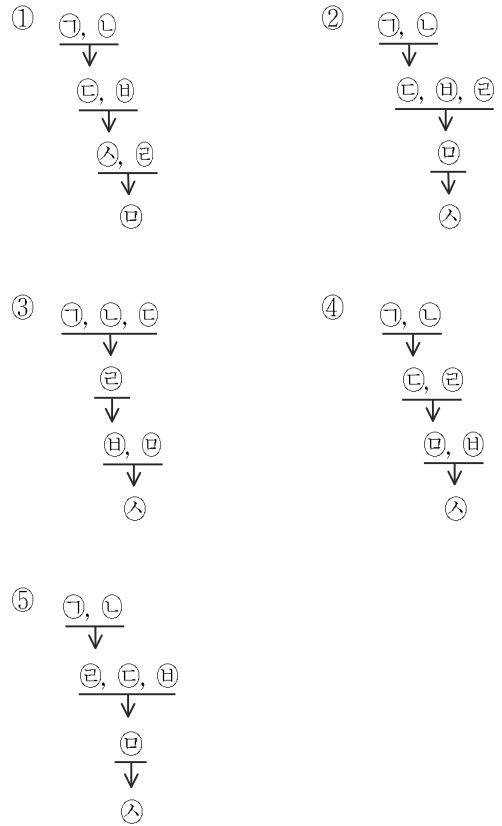 ① ㉠, ㉡
㉢, ㉥
㉦, ㉣
㉤
② ㉠, ㉡
㉢, ㉥, ㉣
㉤
㉦
③ ㉠, ㉡, ㉢
㉣
㉥, ㉤
㉦
④ ㉠, ㉡
㉢, ㉣
㉤, ㉥
㉦
⑤ ㉠, ㉡
㉣, ㉢, ㉥
㉤
㉦